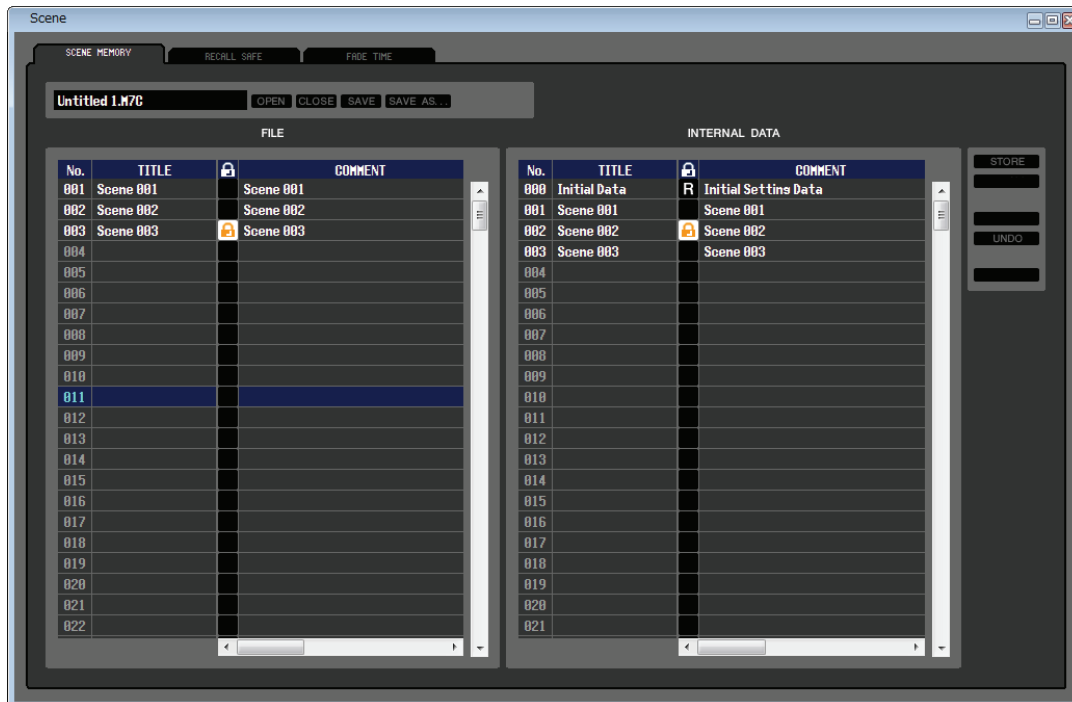 Scene
SCENE MEMORY RECALL SAFE FADE TIME
Untitled 1.M7C OPEN CLOSE SAVE SAVE AS...
FILE INTERNAL DATA
No. TITLE COMMENT No. TITLE COMMENT STORE
001 Scene 001 Scene 001 000 Initial Data R Initial Setting Data
002 Scene 002 Scene 002 001 Scene 001 Scene 001
003 Scene 003 Scene 003 002 Scene 002 Scene 002 UNDO
004 003 Scene 003 Scene 003
005 004
006 005
007 006
008 007
009 008
010 009
011 010
012 011
013 012
014 013
015 014
016 015
017 016
018 017
019 018
020 019
021 020
022 021